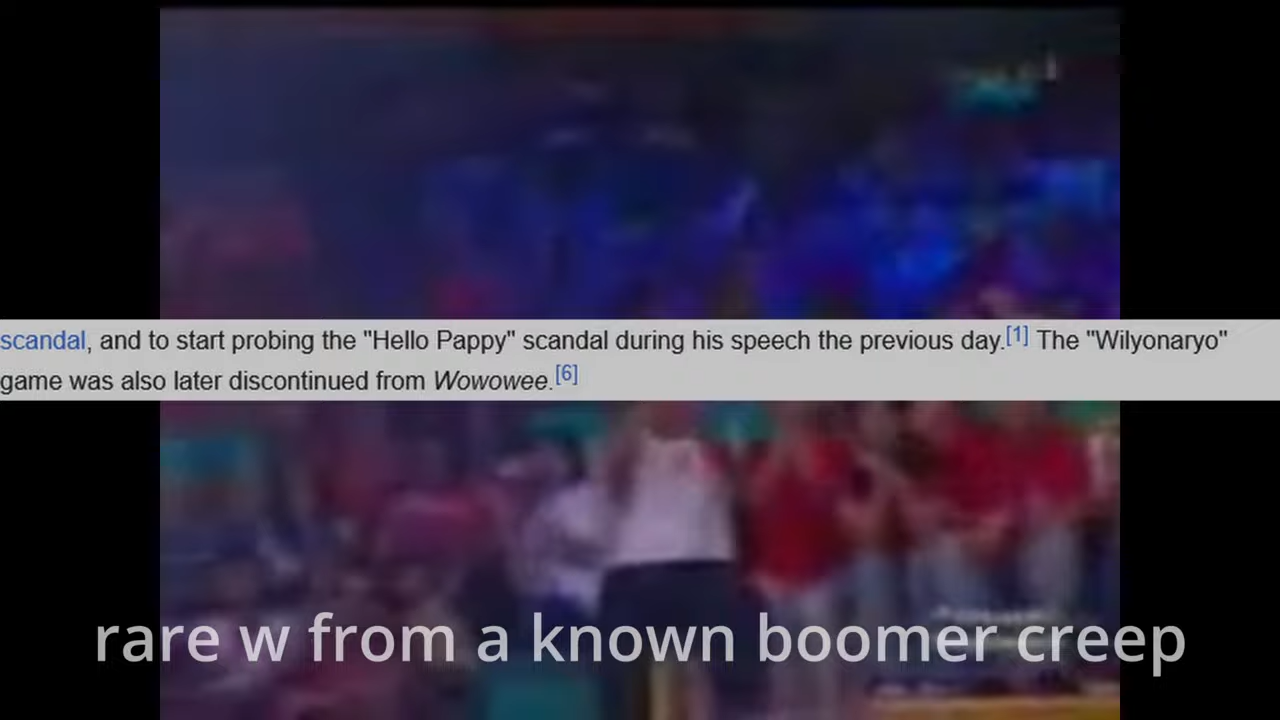 scandal, and to start probing the "Hello Pappy" scandal during his speech the previous day.[1] The "Wilyonaryo"
game was also later discontinued from Wowowee.[6]
rare w from a known boomer creep